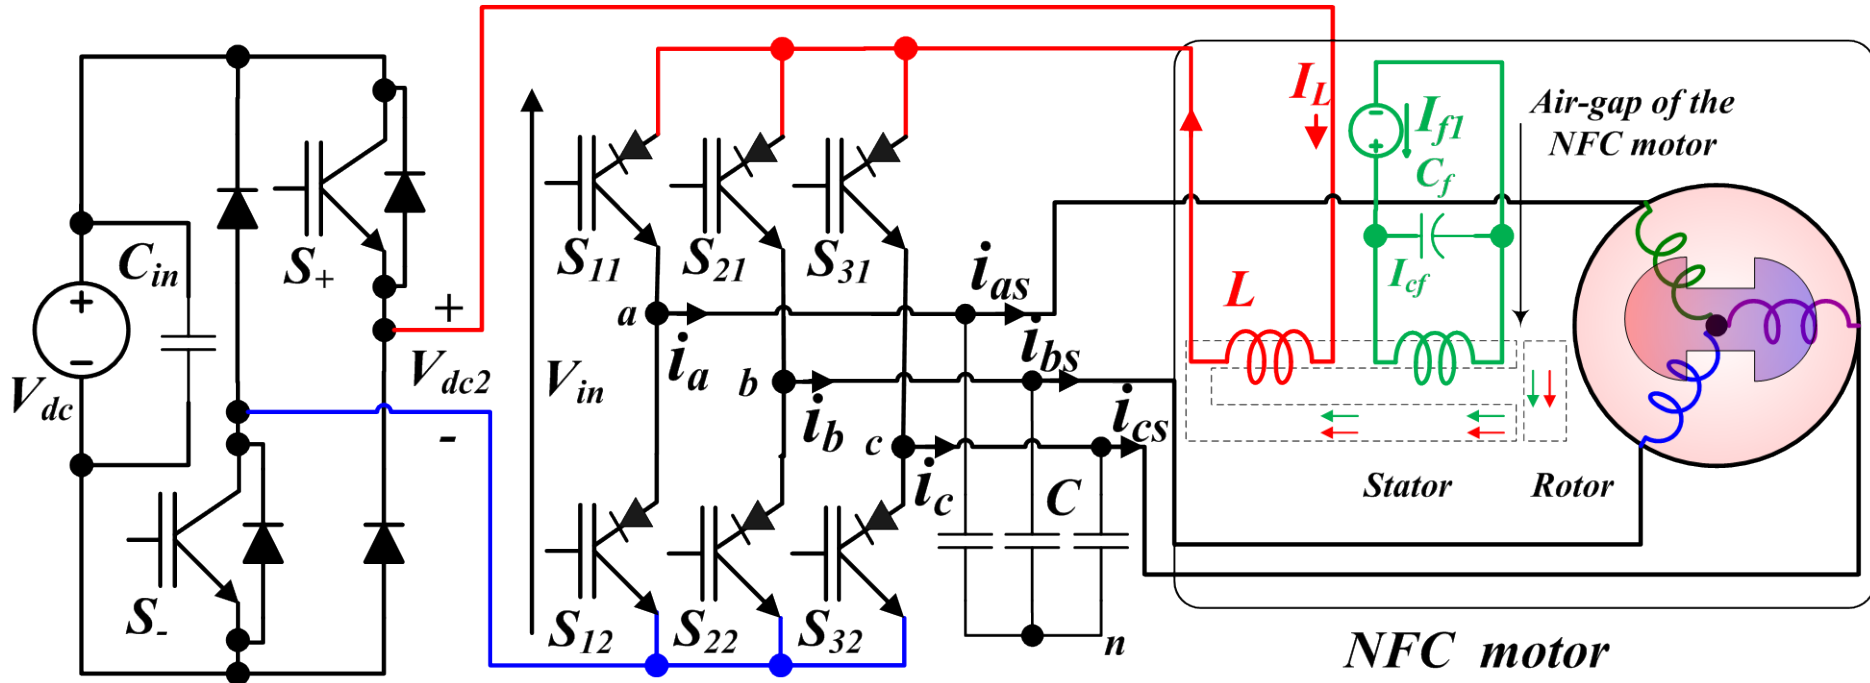 V_dc
C_in
S_+
S_-
+
V_dc2
-
V_in
S_11
S_21
S_31
S_12
S_22
S_32
a
b
c
i_a
i_b
i_c
i_as
i_bs
i_cs
C
n
I_L
L
I_f1
C_f
I_cf
Air-gap of the
NFC motor
Stator
Rotor
NFC motor